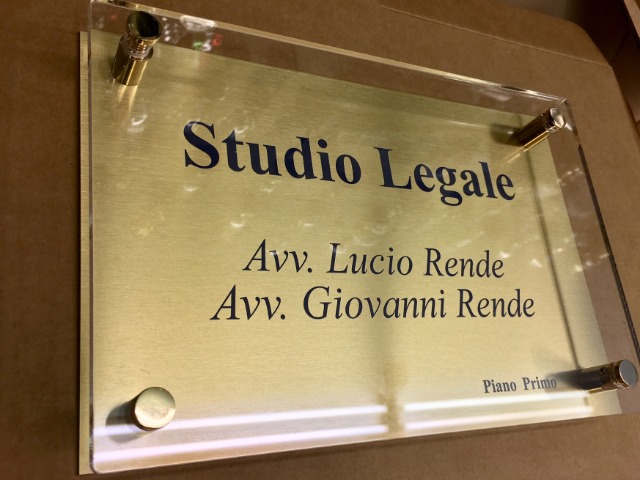 Studio Legale
Avv. Lucio Rende
Avv. Giovanni Rende
Piano Primo